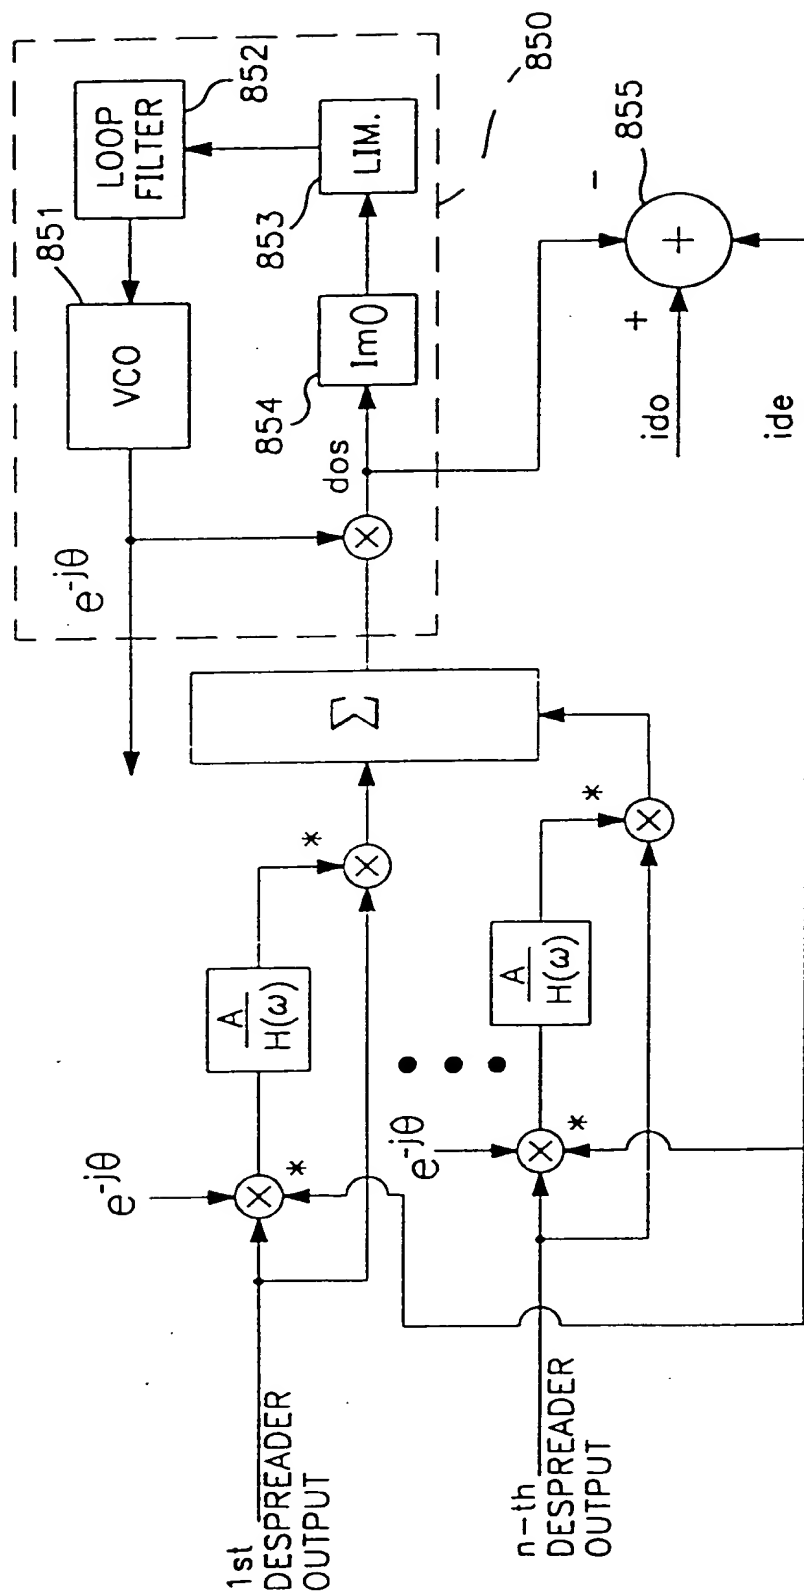 1st
DESPREADER
OUTPUT
e^-jθ
*
A
H(ω)
*
n-th
DESPREADER
OUTPUT
e^-jθ
*
A
H(ω)
*
Σ
e^-jθ
VCO
851
LOOP
FILTER
852
LIM.
853
Im()
854
dos
850
855
+
+
-
ido
ide